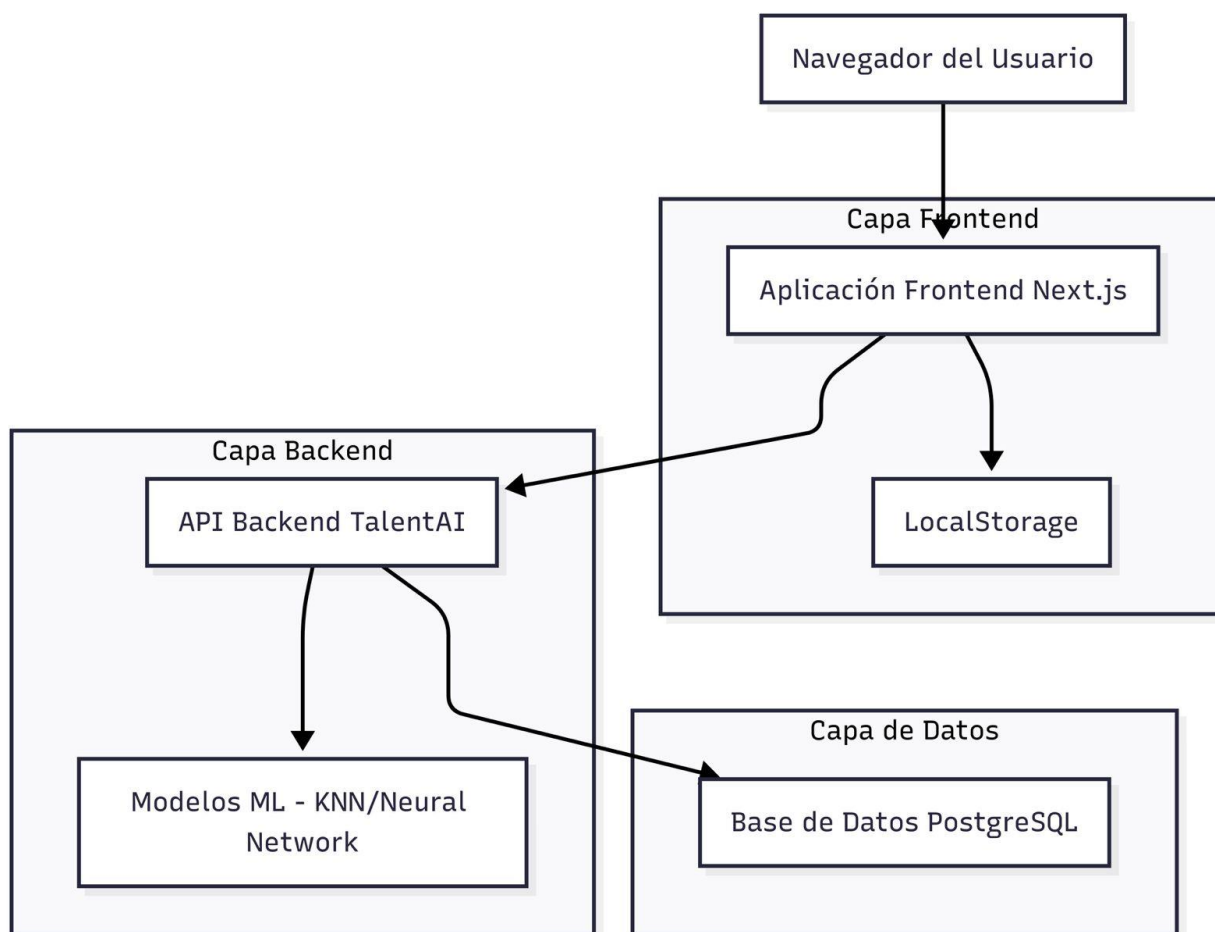 Navegador del Usuario
Capa Frontend
Aplicación Frontend Next.js
LocalStorage
Capa Backend
API Backend TalentAI
Modelos ML - KNN/Neural
Network
Capa de Datos
Base de Datos PostgreSQL